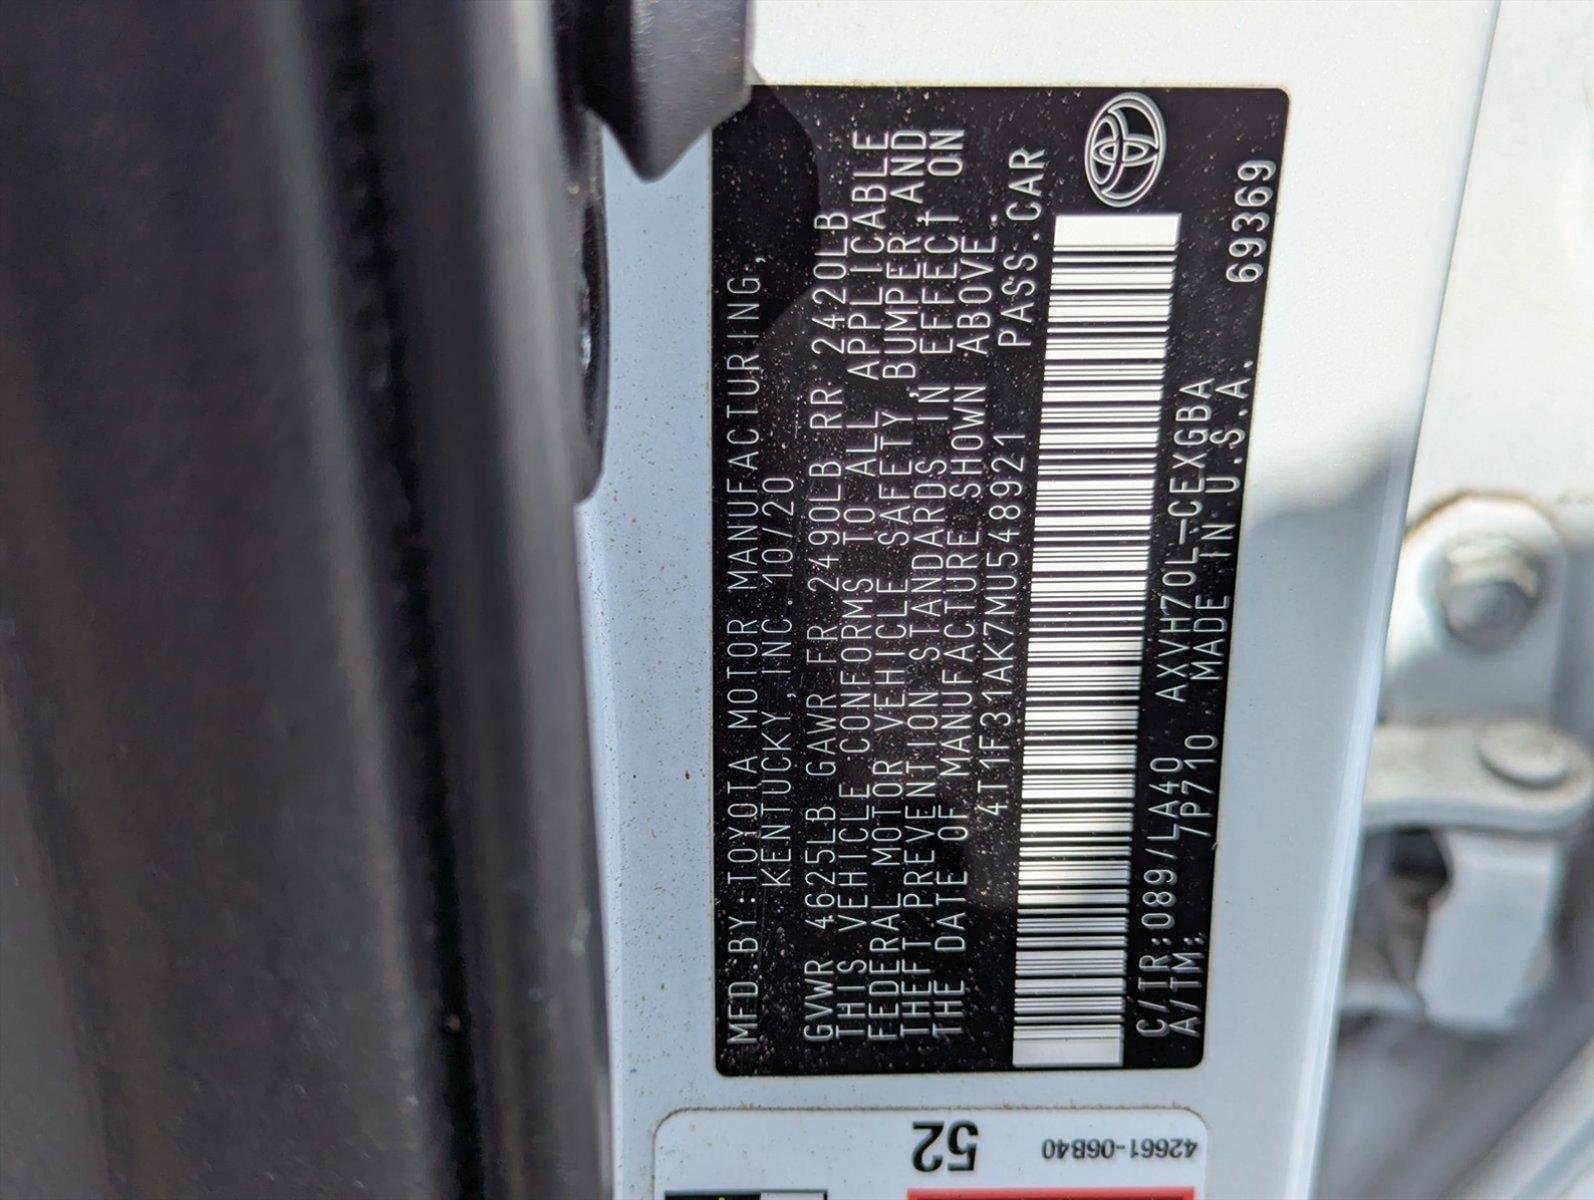 MFD.BY:TOYOTA MOTOR MANUFACTURING,
KENTUCKY,INC. 10/20
GVWR 4625LB GAWR FR 2490LB RR 2420LB
THIS VEHICLE CONFORMS TO ALL APPLICABLE
FEDERAL MOTOR VEHICLE SAFETY,BUMPER AND
THEFT PREVENTION STANDARDS IN EFFECT ON
THE DATE OF MANUFACTURE SHOWN ABOVE.
4T1F31AK7MU548921 PASS.CAR
C/TR:089/LA40 AXVH70L-CEXGBA
A/TM: 7P710 MADE IN U.S.A. 69369
52
42661-06B40